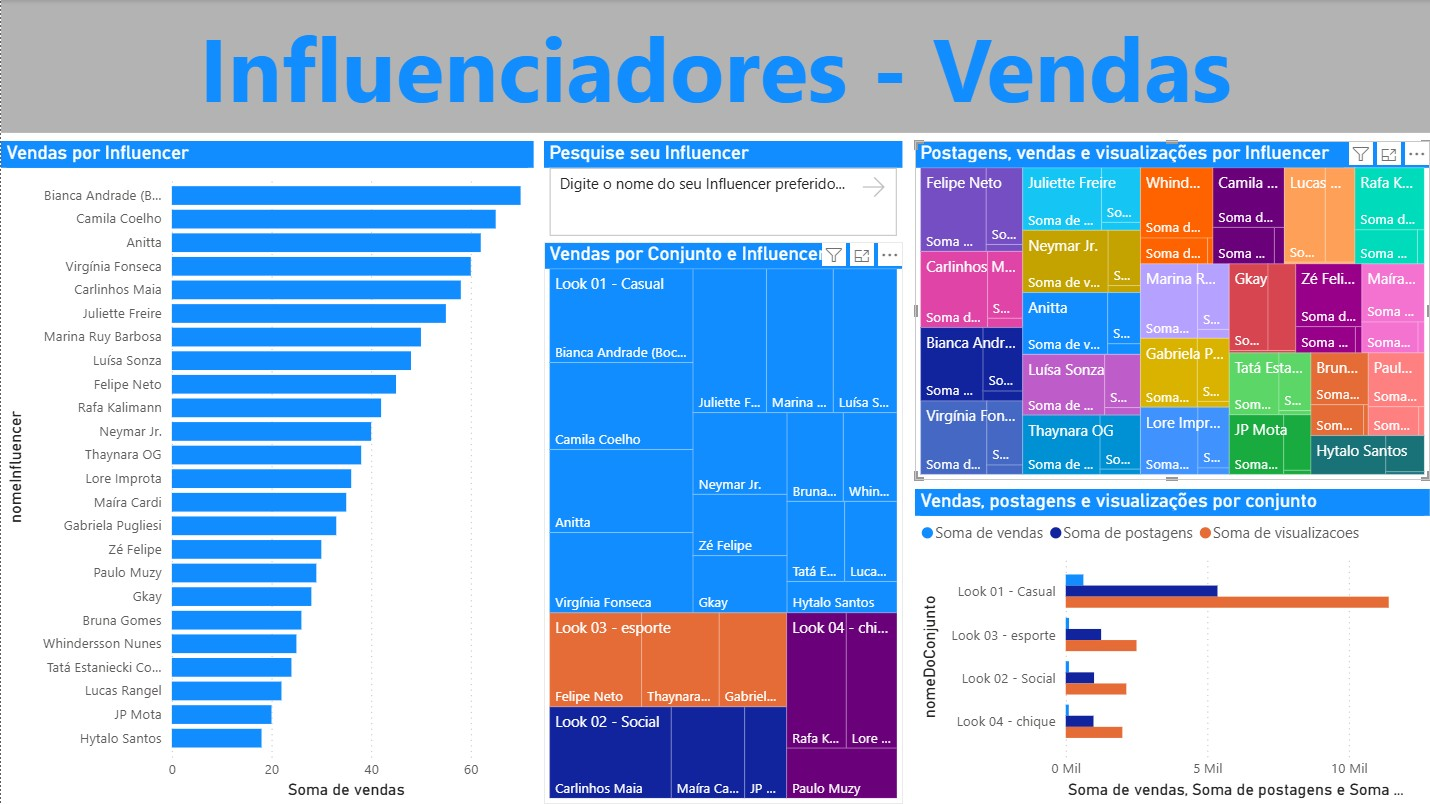 Influenciadores - Vendas
Vendas por Influencer
nomeInfluencer
Bianca Andrade (B...
Camila Coelho
Anitta
Virgínia Fonseca
Carlinhos Maia
Juliette Freire
Marina Ruy Barbosa
Luísa Sonza
Felipe Neto
Rafa Kalimann
Neymar Jr.
Thaynara OG
Lore Improta
Maíra Cardi
Gabriela Pugliesi
Zé Felipe
Paulo Muzy
Gkay
Bruna Gomes
Whindersson Nunes
Tatá Estaniecki Co...
Lucas Rangel
JP Mota
Hytalo Santos
0 20 40 60
Soma de vendas
Pesquise seu Influencer
Digite o nome do seu Influencer preferido...
Vendas por Conjunto e Influencer
Look 01 - Casual
Bianca Andrade (Boc...
Juliette F... Marina ... Luísa S...
Camila Coelho
Neymar Jr. Bruna... Whin...
Anitta
Zé Felipe
Tatá E... Luca...
Virgínia Fonseca Gkay Hytalo Santos
Look 03 - esporte
Felipe Neto Thaynara... Gabriel...
Look 04 - chi...
Rafa K... Lore ...
Paulo Muzy
Look 02 - Social
Carlinhos Maia Maíra Ca... JP ...
Postagens, vendas e visualizações por Influencer
Felipe Neto
Soma ... So...
Carlinhos M...
Soma d... S...
Bianca Andr...
Soma ... So...
Virgínia Fon...
Soma d... S...
Juliette Freire
Soma de ... So...
Neymar Jr.
Soma de v... S...
Anitta
Soma de v... S...
Luísa Sonza
Soma de ... S...
Thaynara OG
Soma de ... So...
Whind...
Soma d...
Soma d...
Camila ...
Soma d...
Soma ...
Lucas ...
So...
Rafa K...
Soma d...
Soma ...
Marina R...
Soma... S...
Gabriela P...
Soma... S...
Lore Impr...
Soma... S...
Gkay
So...
Zé Feli...
Soma d...
Soma ...
Maíra...
Soma ...
Soma...
Tatá Esta...
Som... S...
JP Mota
Soma...
Brun...
Soma...
Som...
Paul...
Soma...
Som...
Hytalo Santos
Vendas, postagens e visualizações por conjunto
Soma de vendas Soma de postagens Soma de visualizacoes
nomeDoConjunto
Look 01 - Casual
Look 03 - esporte
Look 02 - Social
Look 04 - chique
0 Mil 5 Mil 10 Mil
Soma de vendas, Soma de postagens e Soma ...